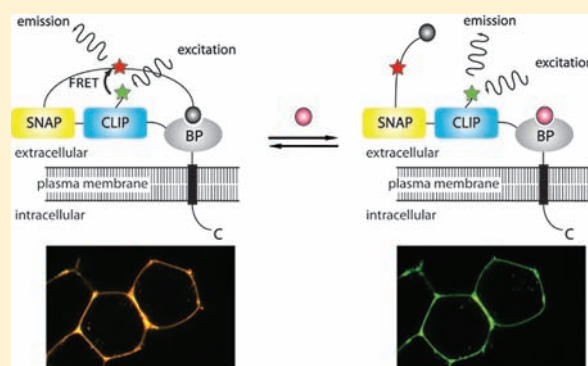 emission
excitation
FRET
SNAP
CLIP
BP
extracellular
plasma membrane
intracellular
C
emission
excitation
SNAP
CLIP
BP
extracellular
plasma membrane
intracellular
C